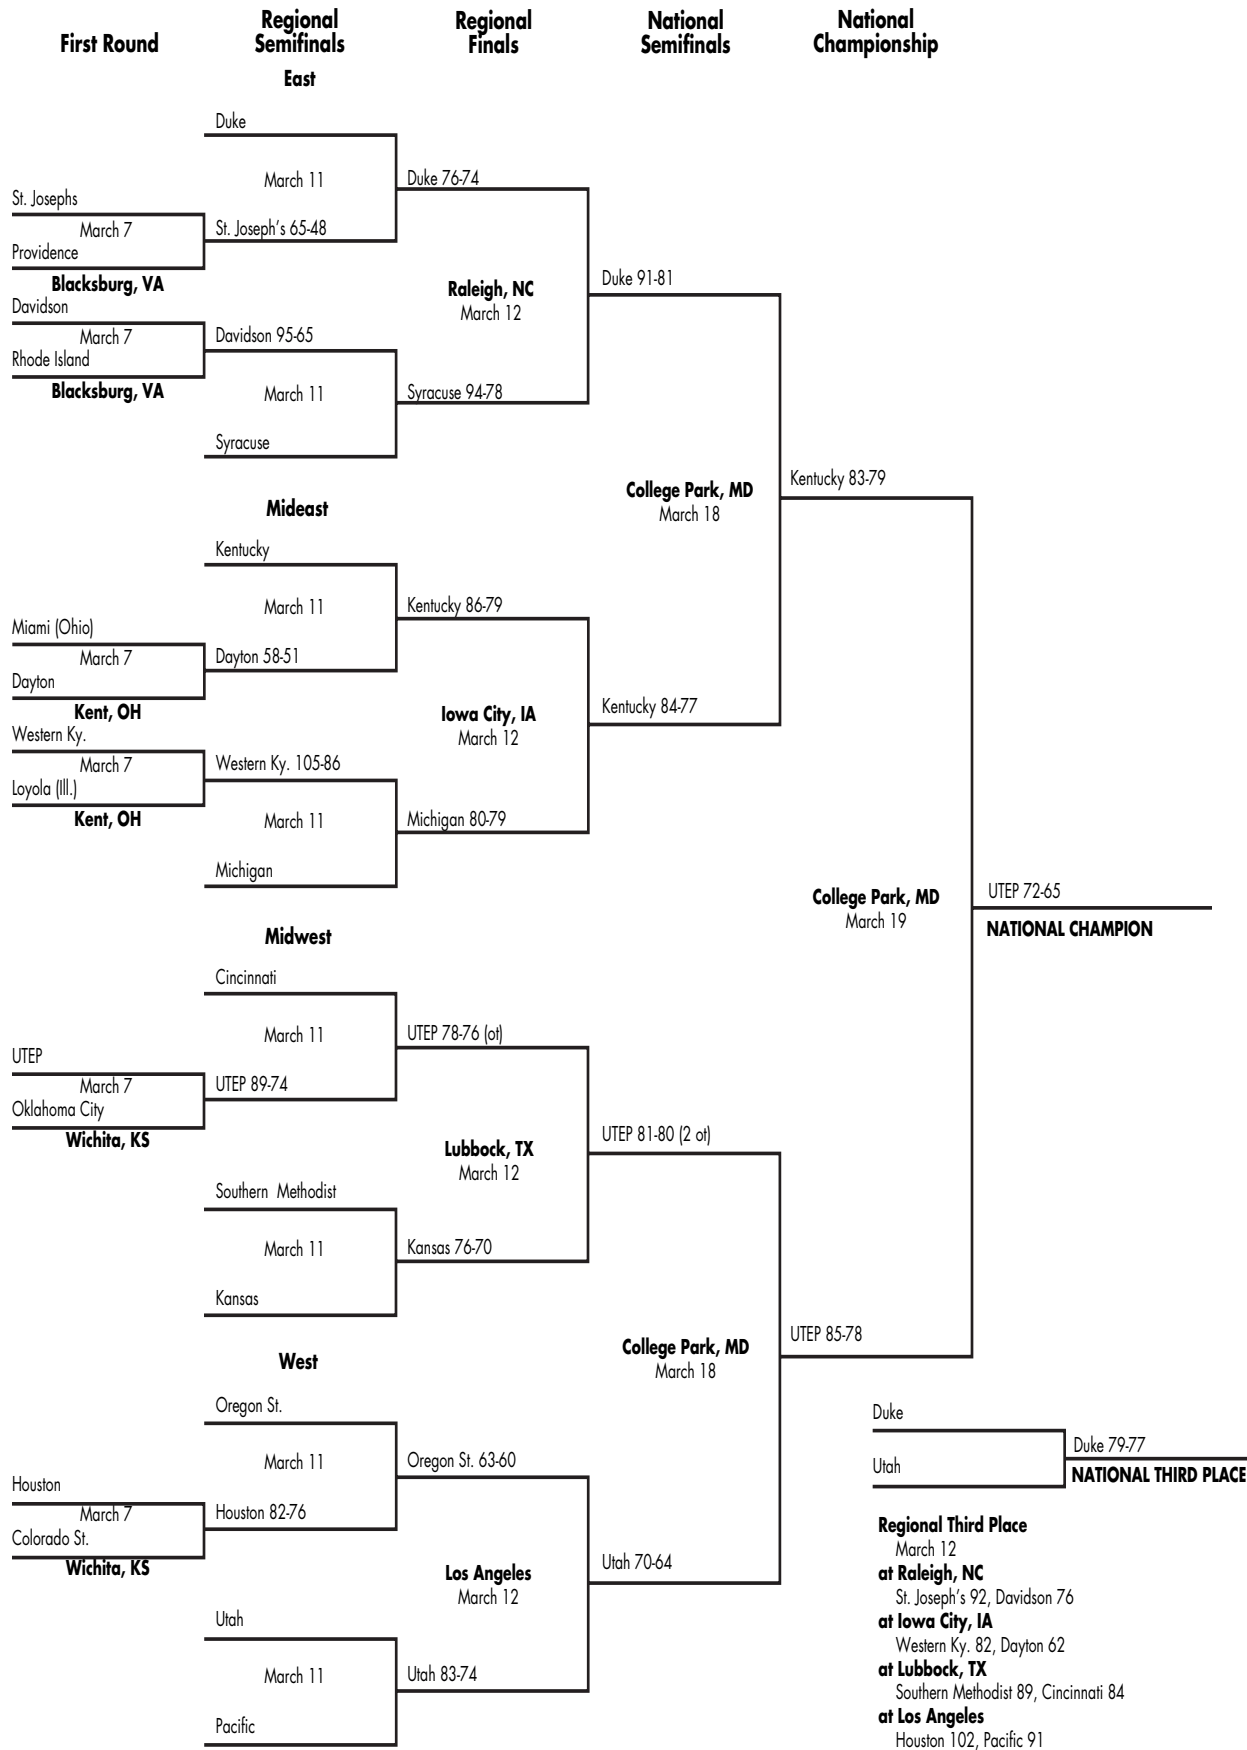 First Round
Regional
Semifinals
Regional
Finals
National
Semifinals
National
Championship
East
Duke
March 11
Duke 76-74
St. Josephs
March 7
St. Joseph's 65-48
Providence
Blacksburg, VA
Raleigh, NC
March 12
Duke 91-81
Davidson
March 7
Davidson 95-65
Rhode Island
Blacksburg, VA
March 11
Syracuse 94-78
Syracuse
College Park, MD
March 18
Kentucky 83-79
Mideast
Kentucky
March 11
Kentucky 86-79
Miami (Ohio)
March 7
Dayton 58-51
Dayton
Kent, OH
Iowa City, IA
March 12
Kentucky 84-77
Western Ky.
March 7
Western Ky. 105-86
Loyola (Ill.)
Kent, OH
March 11
Michigan 80-79
Michigan
College Park, MD
March 19
UTEP 72-65
NATIONAL CHAMPION
Midwest
Cincinnati
March 11
UTEP 78-76 (ot)
UTEP
March 7
UTEP 89-74
Oklahoma City
Wichita, KS
Lubbock, TX
March 12
UTEP 81-80 (2 ot)
Southern Methodist
March 11
Kansas 76-70
Kansas
College Park, MD
March 18
UTEP 85-78
West
Oregon St.
March 11
Oregon St. 63-60
Houston
March 7
Houston 82-76
Colorado St.
Wichita, KS
Los Angeles
March 12
Utah 70-64
Utah
March 11
Utah 83-74
Pacific
Duke
Utah
Duke 79-77
NATIONAL THIRD PLACE
Regional Third Place
March 12
at Raleigh, NC
St. Joseph's 92, Davidson 76
at Iowa City, IA
Western Ky. 82, Dayton 62
at Lubbock, TX
Southern Methodist 89, Cincinnati 84
at Los Angeles
Houston 102, Pacific 91